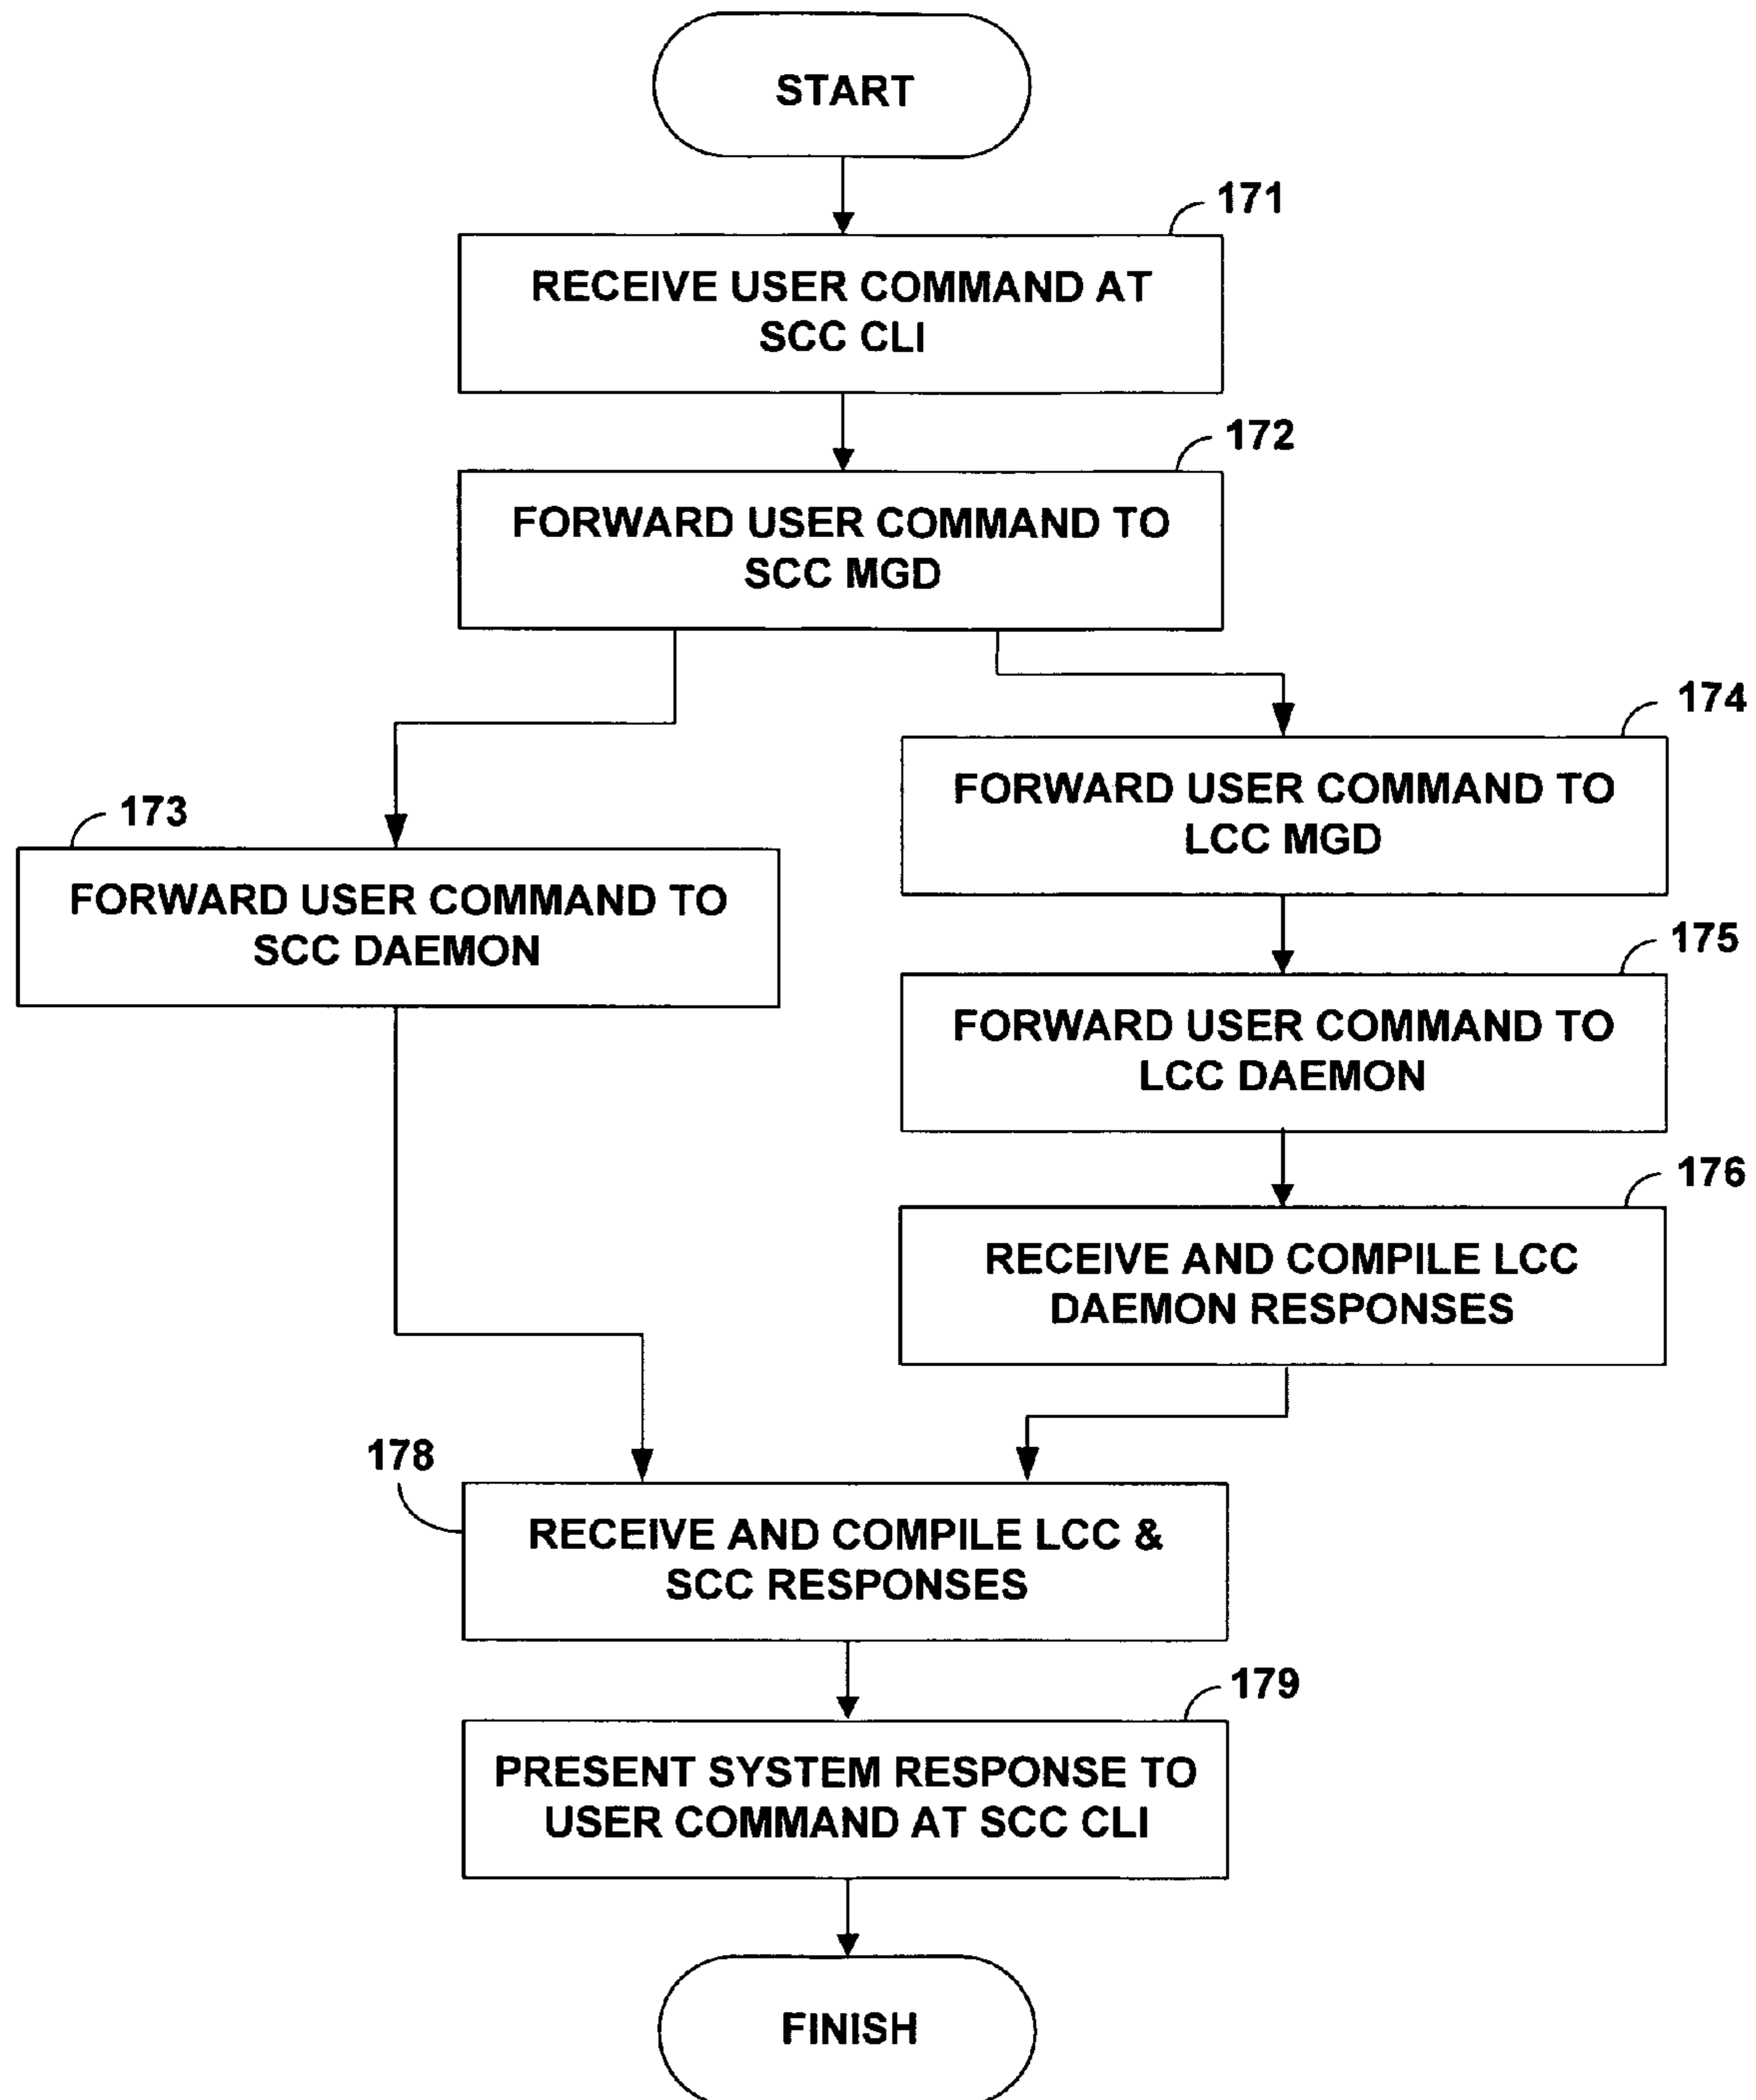 START
171
RECEIVE USER COMMAND AT
SCC CLI
172
FORWARD USER COMMAND TO
SCC MGD
174
FORWARD USER COMMAND TO
LCC MGD
173
FORWARD USER COMMAND TO
SCC DAEMON
175
FORWARD USER COMMAND TO
LCC DAEMON
176
RECEIVE AND COMPILE LCC
DAEMON RESPONSES
178
RECEIVE AND COMPILE LCC &
SCC RESPONSES
179
PRESENT SYSTEM RESPONSE TO
USER COMMAND AT SCC CLI
FINISH